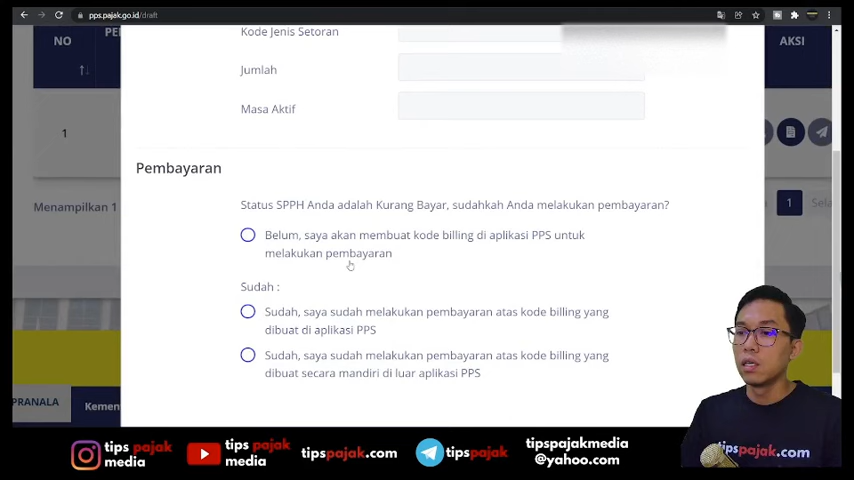 pps.pajak.go.id/draft
NO
PE
AKSI
Kode Jenis Setoran
Jumlah
Masa Aktif
1
Pembayaran
Menampilkan 1
1
Sela
Status SPPH Anda adalah Kurang Bayar, sudahkah Anda melakukan pembayaran?
Belum, saya akan membuat kode billing di aplikasi PPS untuk
melakukan pembayaran
Sudah :
Sudah, saya sudah melakukan pembayaran atas kode billing yang
dibuat di aplikasi PPS
Sudah, saya sudah melakukan pembayaran atas kode billing yang
dibuat secara mandiri di luar aplikasi PPS
PRANALA
Kemen
tips pajak
media
tips pajak
media
tipspajak.com
tipspajak
tipspajakmedia
@yahoo.com
tipspajak.com